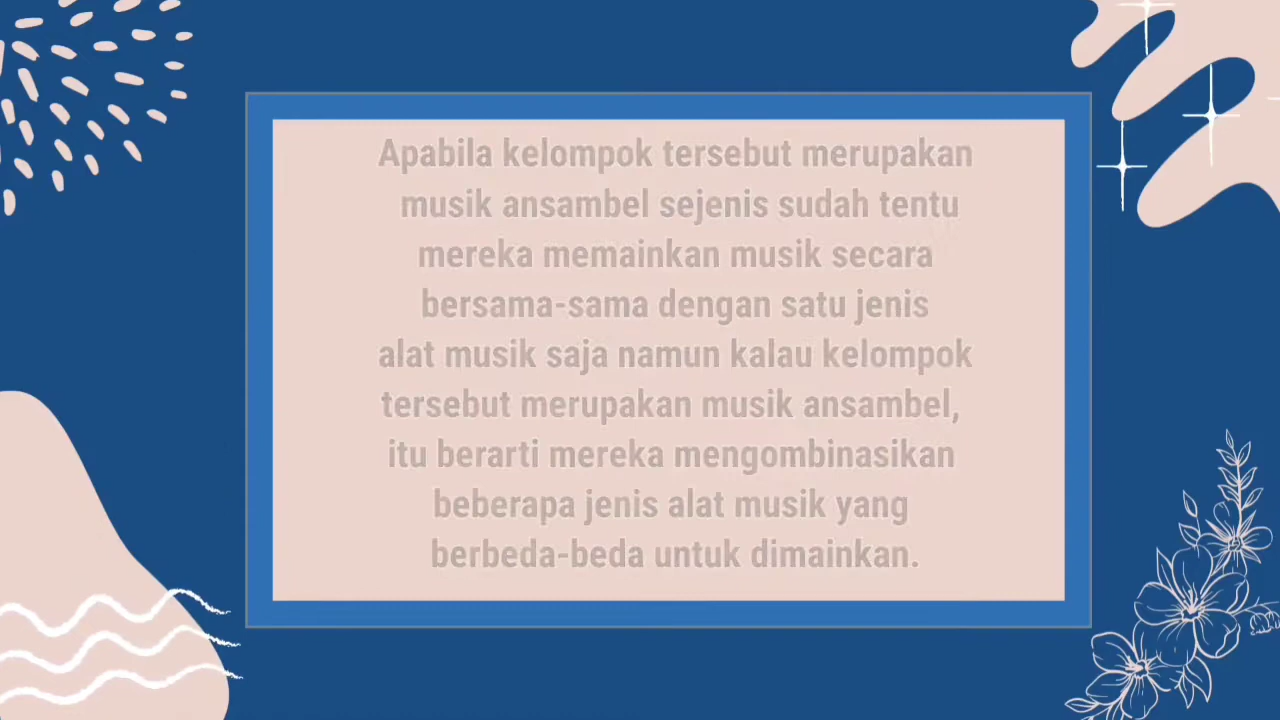 Apabila kelompok tersebut merupakan
musik ansambel sejenis sudah tentu
mereka memainkan musik secara
bersama-sama dengan satu jenis
alat musik saja namun kalau kelompok
tersebut merupakan musik ansambel,
itu berarti mereka mengombinasikan
beberapa jenis alat musik yang
berbeda-beda untuk dimainkan.